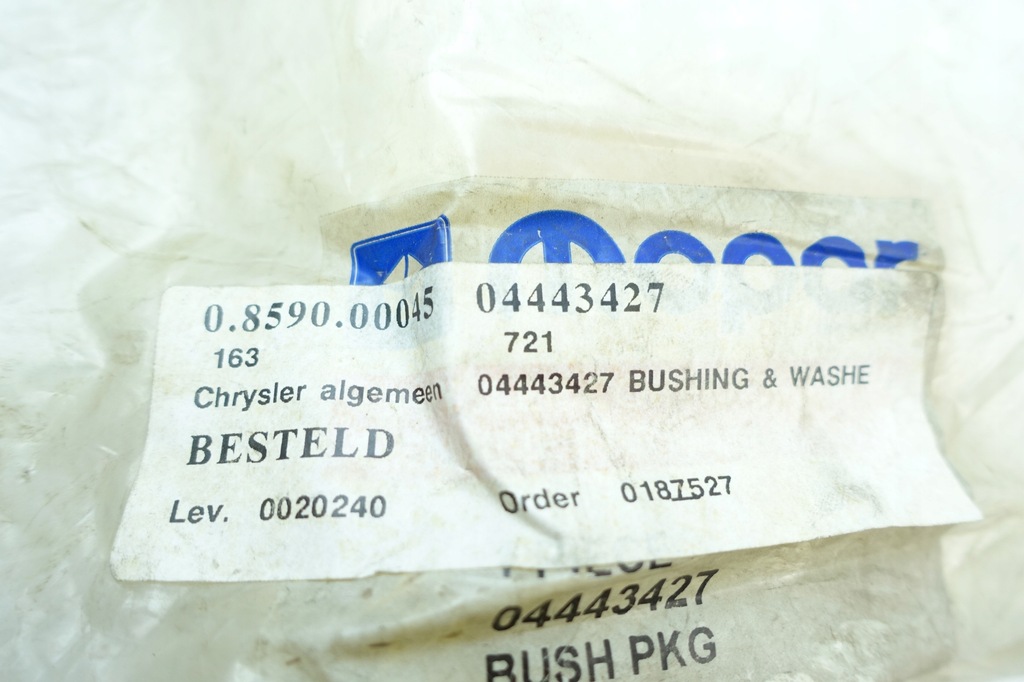 Mopar
0.8590.00045 04443427
163 721
Chrysler algemeen 04443427 BUSHING & WASHE
BESTELD
Lev. 0020240 Order 0187527
04443427
BUSH PKG